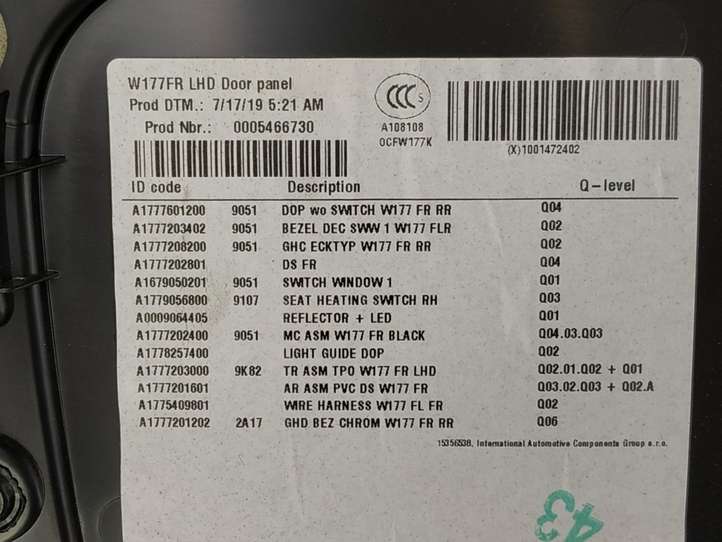 W177FR LHD Door panel
Prod DTM.: 7/17/19 5:21 AM
Prod Nbr.: 0005466730
CCC S
A108108
0CFW177K
(X)1001472402
ID code Description Q-level
A1777601200 9051 DOP wo SWITCH W177 FR RR Q04
A1777203402 9051 BEZEL DEC SWW 1 W177 FLR Q02
A1777208200 9051 GHC ECKTYP W177 FR RR Q02
A1777202801 DS FR Q04
A1679050201 9051 SWITCH WINDOW 1 Q01
A1779056800 9107 SEAT HEATING SWITCH RH Q03
A0009064405 REFLECTOR + LED Q01
A1777202400 9051 MC ASM W177 FR BLACK Q04.03.Q03
A1778257400 LIGHT GUIDE DOP Q02
A1777203000 9K82 TR ASM TPO W177 FR LHD Q02.01.Q02 + Q01
A1777201601 AR ASM PVC DS W177 FR Q03.02.Q03 + Q02.A
A1775409801 WIRE HARNESS W177 FL FR Q02
A1777201202 2A17 GHD BEZ CHROM W177 FR RR Q06
15356538, International Automotive Components Group s.r.o.
43